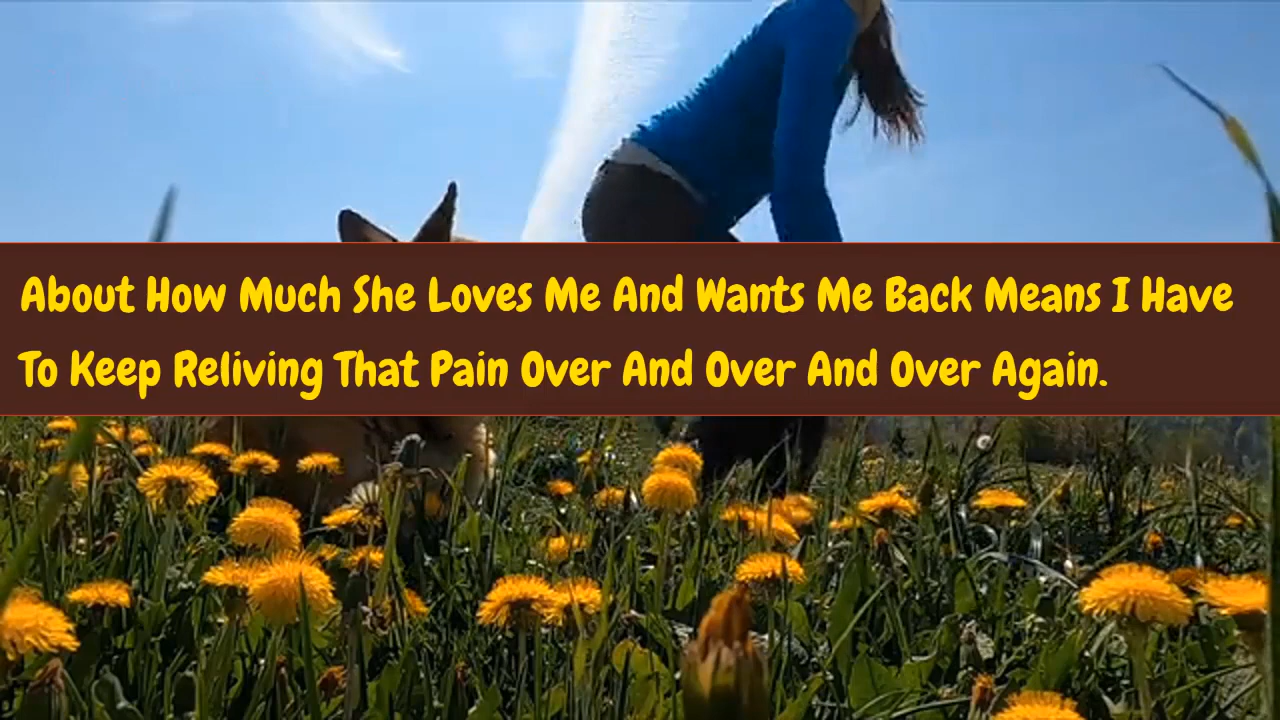 About How Much She Loves Me And Wants Me Back Means I Have
To Keep Reliving That Pain Over And Over And Over Again.